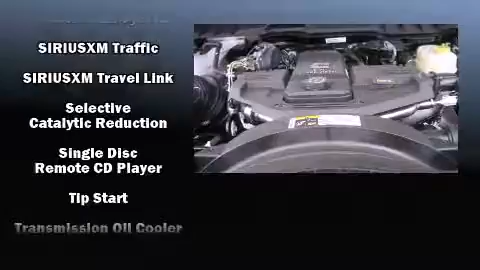 SIRIUSXM Traffic
SIRIUSXM Travel Link
Selective
Catalytic Reduction
Single Disc
Remote CD Player
Tip Start
Transmission Oil Cooler